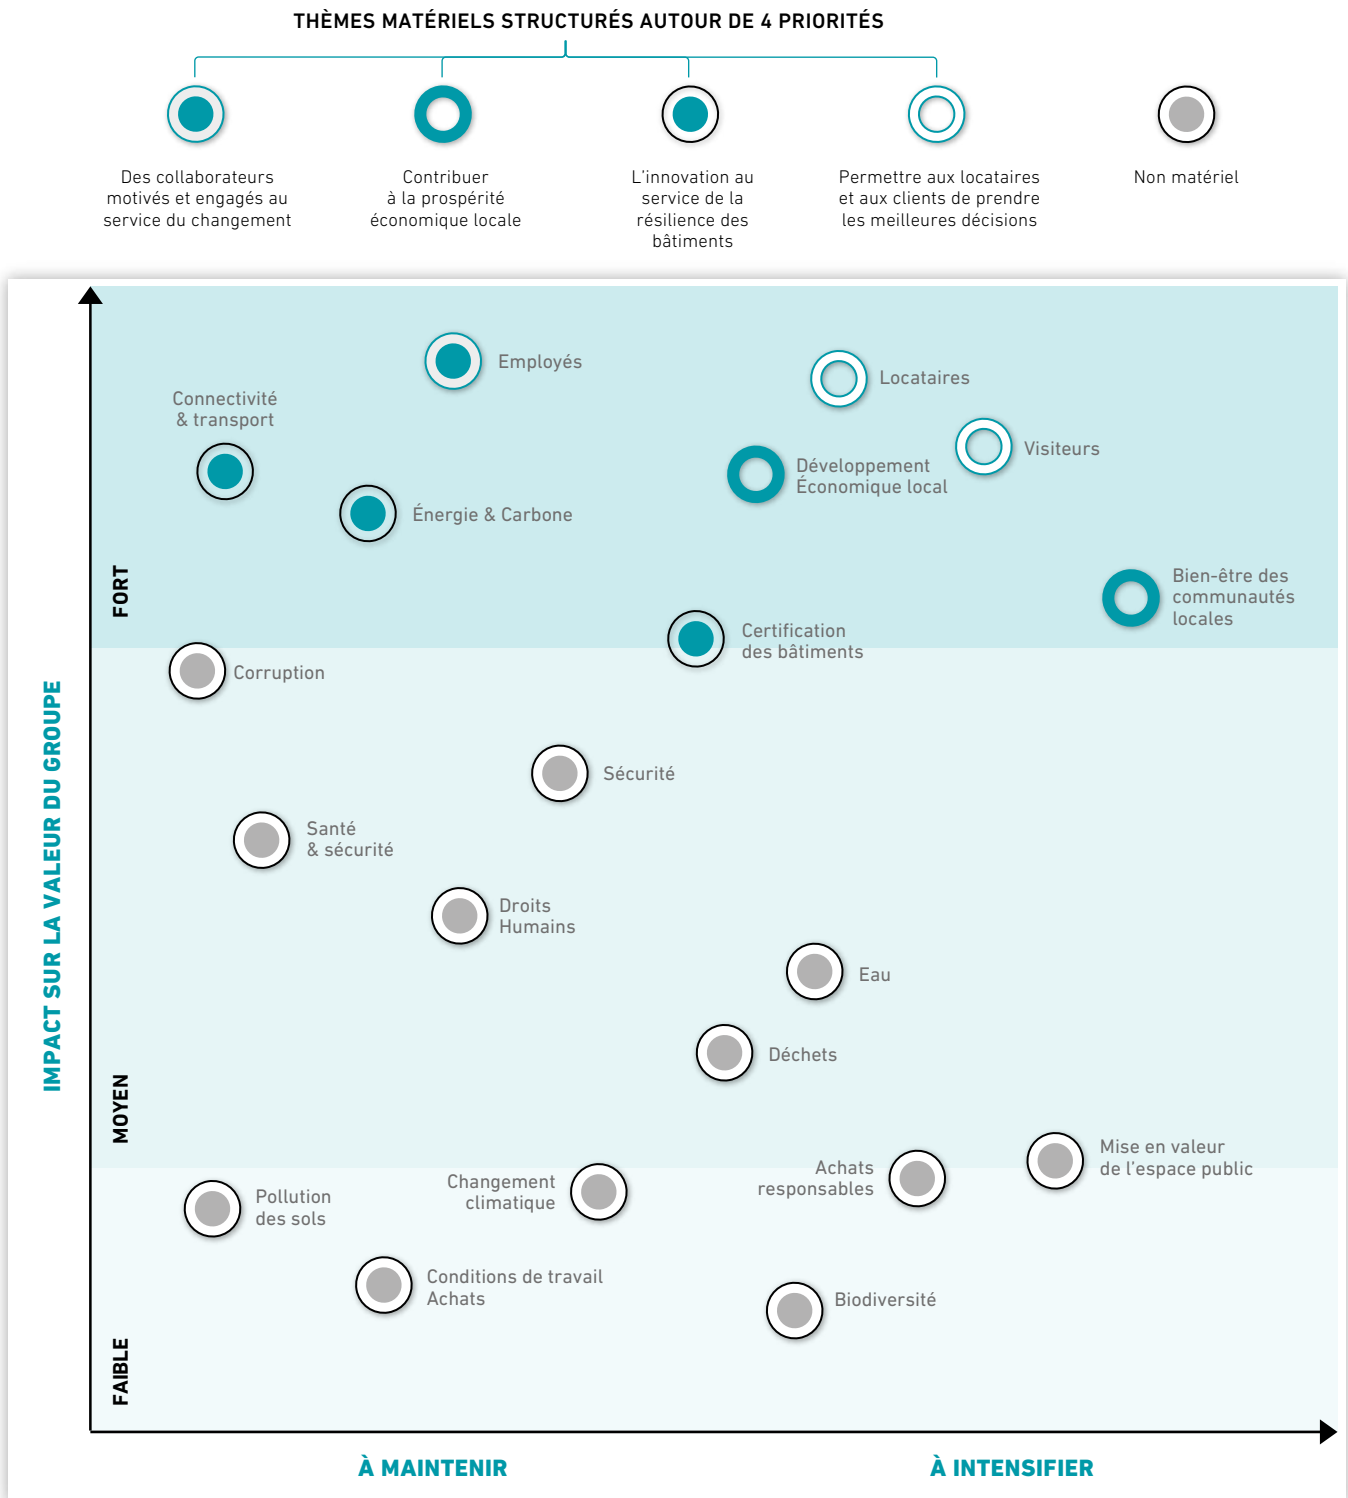 THÈMES MATÉRIELS STRUCTURÉS AUTOUR DE 4 PRIORITÉS
Des collaborateurs
motivés et engagés au
service du changement
Contribuer
à la prospérité
économique locale
L'innovation au
service de la
résilience des
bâtiments
Permettre aux locataires
et aux clients de prendre
les meilleures décisions
Non matériel
IMPACT SUR LA VALEUR DU GROUPE
FORT
Employés
Locataires
Connectivité
& transport
Visiteurs
Développement
Économique local
Énergie & Carbone
Bien-être des
communautés
locales
Certification
des bâtiments
MOYEN
Corruption
Sécurité
Santé
& sécurité
Droits
Humains
Eau
Déchets
Mise en valeur
de l'espace public
FAIBLE
Achats
responsables
Changement
climatique
Pollution
des sols
Conditions de travail
Achats
Biodiversité
À MAINTENIR
À INTENSIFIER